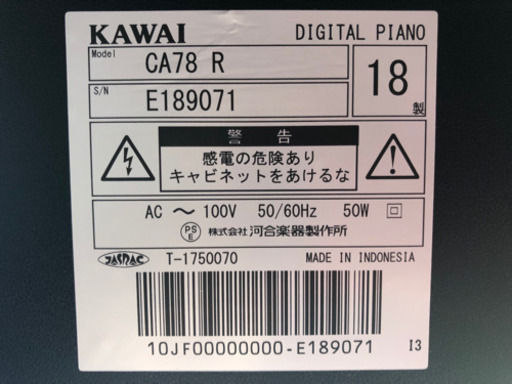 KAWAI DIGITAL PIANO
Model CA78 R
S/N E189071
18 製
警告
感電の危険あり
キャビネットをあけるな
AC ～ 100V 50/60Hz 50W
PSE 株式会社 河合楽器製作所
JASRAC T-1750070 MADE IN INDONESIA
10JF00000000-E189071 I3